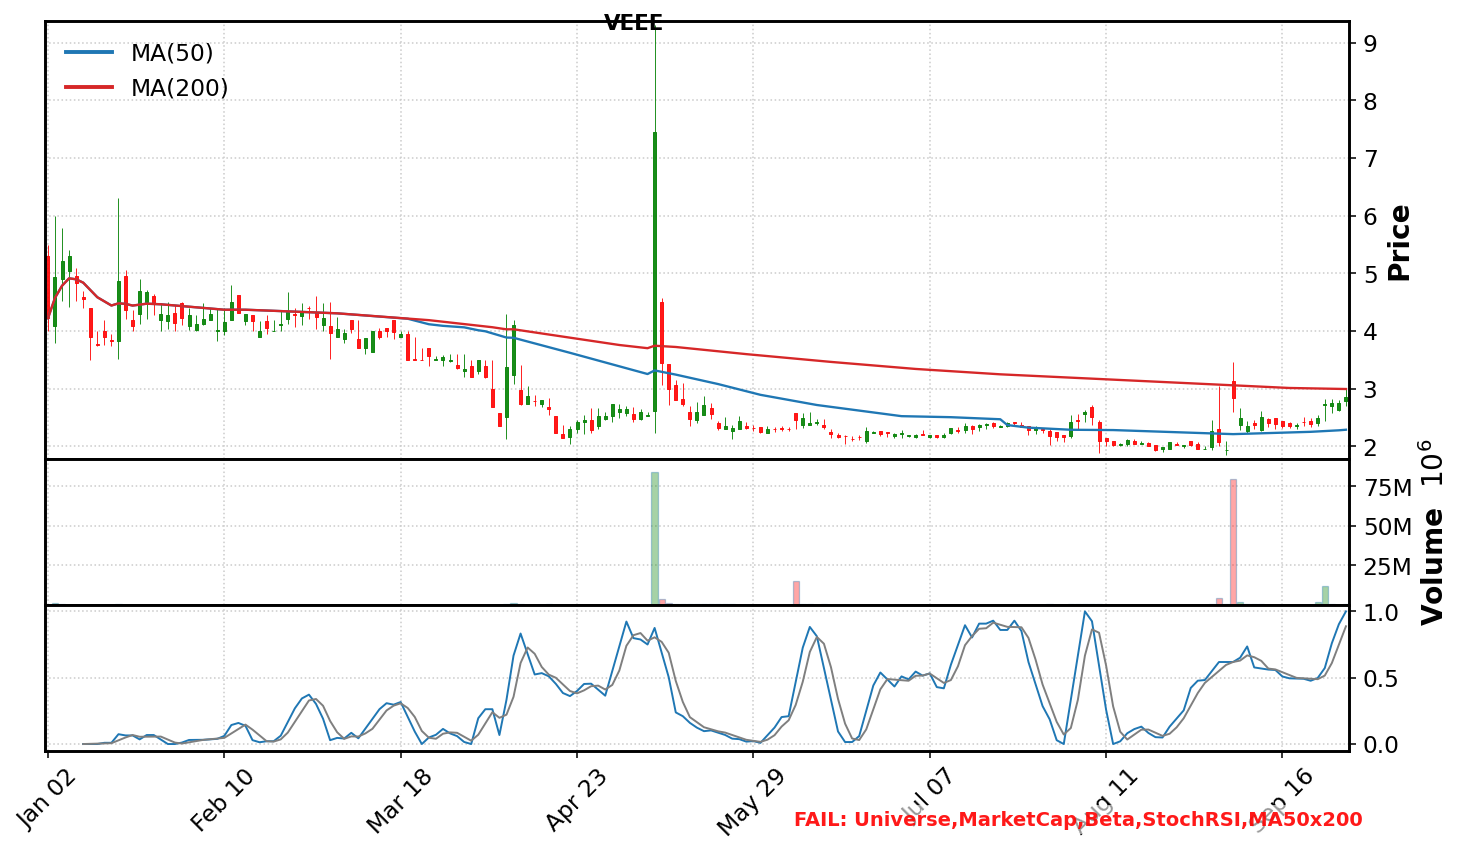 VEEE
MA(50)
MA(200)
9
8
7
6
5
4
3
2
Price
10^6
75M
50M
25M
Volume
1.0
0.5
0.0
Jan 02
Feb 10
Mar 18
Apr 23
May 29
Jul 07
Aug 11
Sep 16
FAIL: Universe,MarketCap,Beta,StochRSI,MA50x200